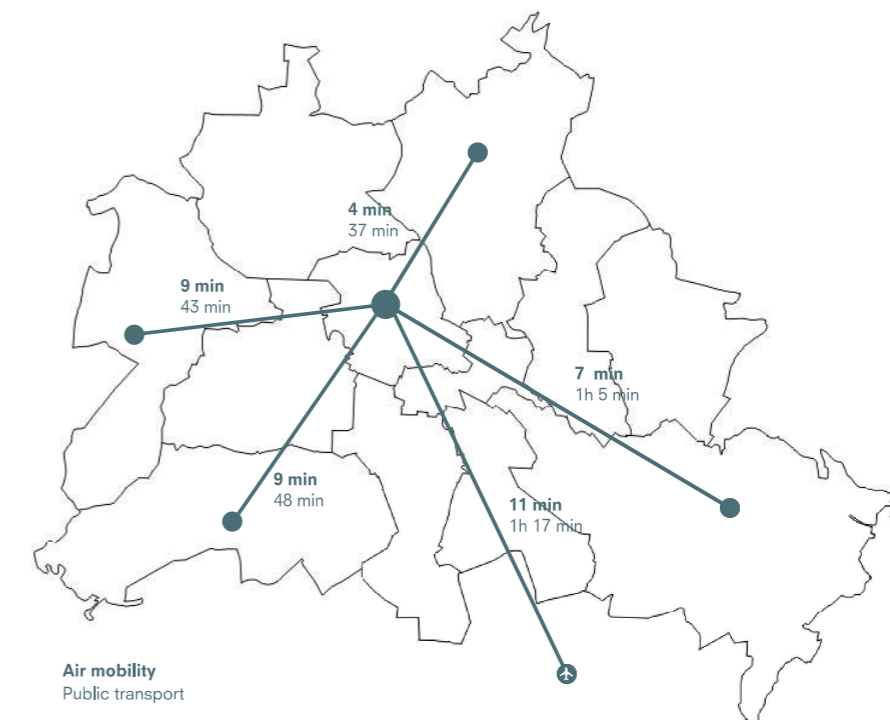 4 min
37 min
9 min
43 min
7 min
1h 5 min
9 min
48 min
11 min
1h 17 min
Air mobility
Public transport